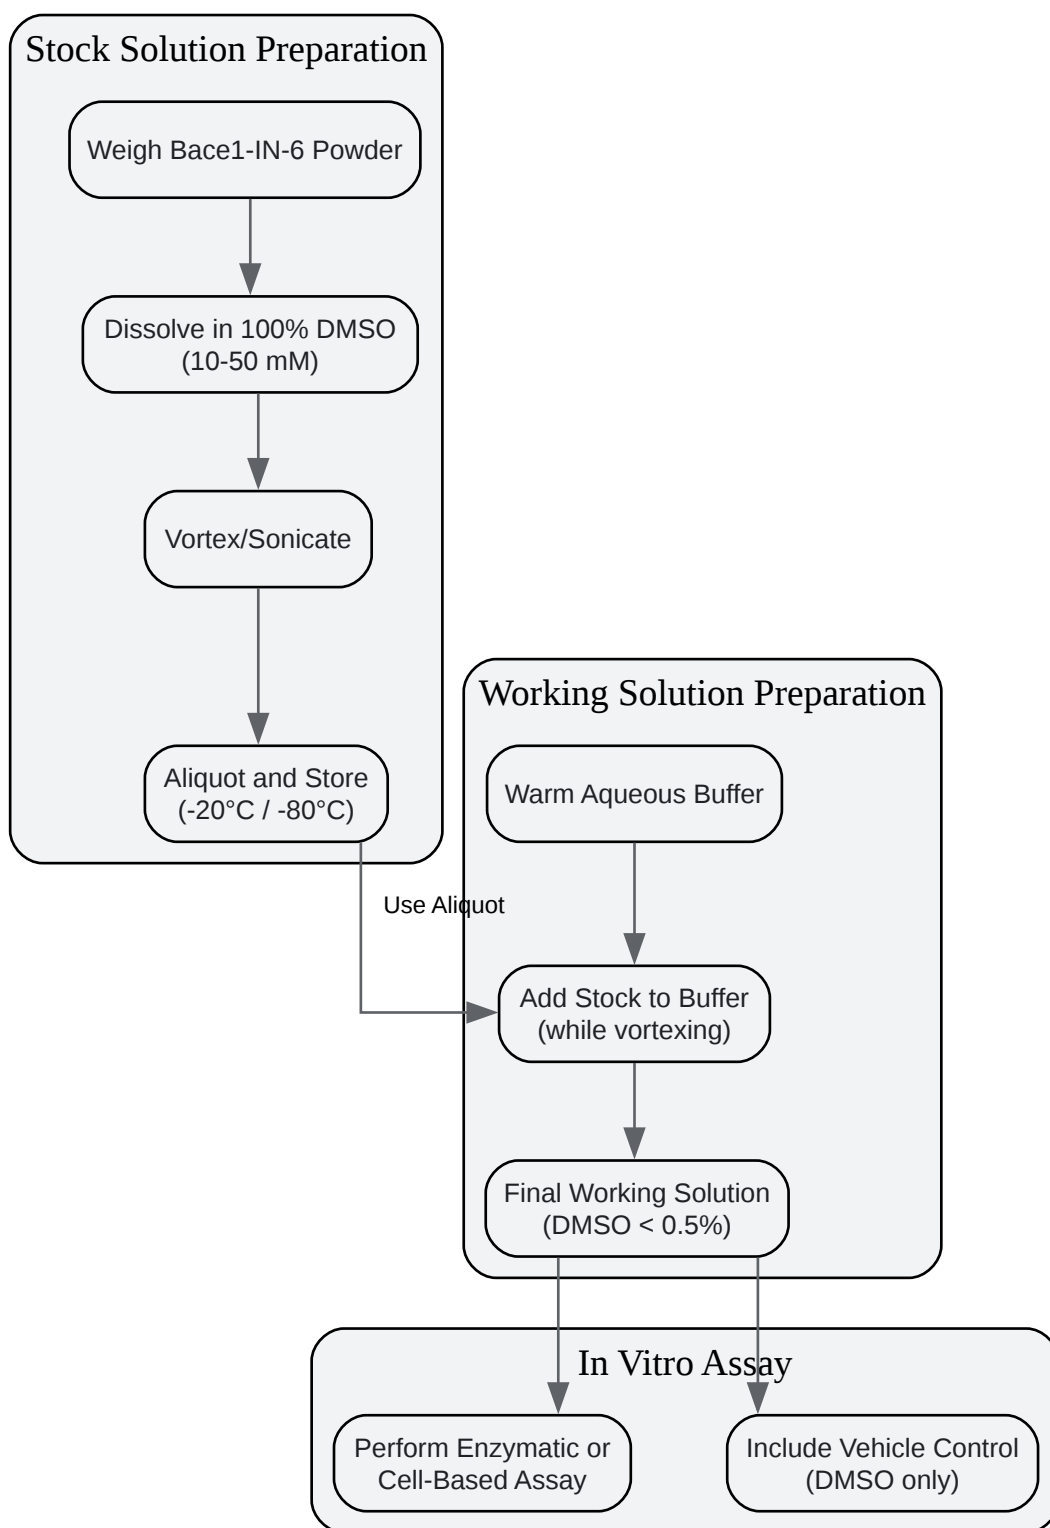 Stock Solution Preparation
Weigh Bace1-IN-6 Powder
Dissolve in 100% DMSO
(10-50 mM)
Vortex/Sonicate
Aliquot and Store
(-20°C / -80°C)
Use Aliquot
Working Solution Preparation
Warm Aqueous Buffer
Add Stock to Buffer
(while vortexing)
Final Working Solution
(DMSO < 0.5%)
In Vitro Assay
Perform Enzymatic or
Cell-Based Assay
Include Vehicle Control
(DMSO only)